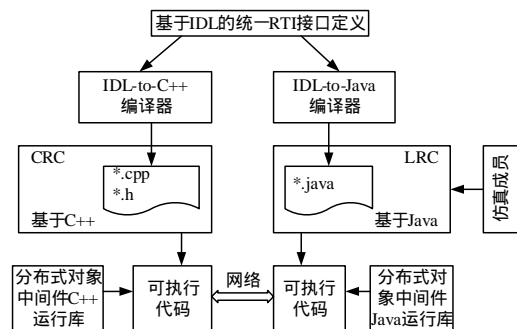 基于IDL的统一RTI接口定义
IDL-to-C++
编译器
IDL-to-Java
编译器
CRC
*.cpp
*.h
基于C++
LRC
*.java
基于Java
仿真成员
分布式对象
中间件C++
运行库
可执行
代码
网络
可执行
代码
分布式对
象中间件
Java运行库